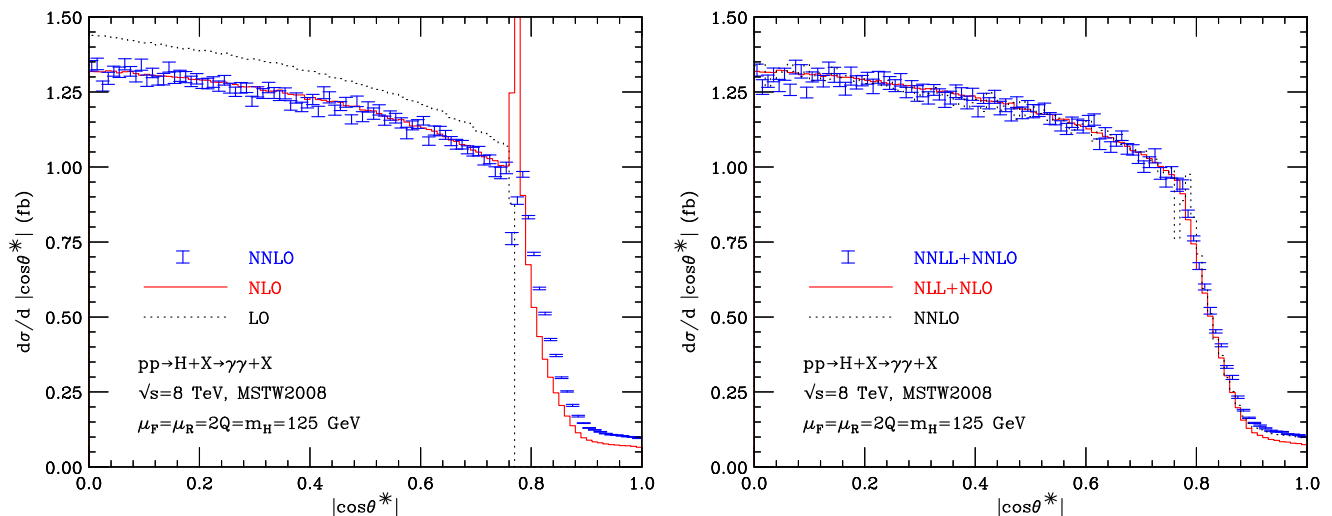 1.50
1.25
1.00
0.75
0.50
0.25
0.00
dσ/d |cosθ*| (fb)
NNLO
NLO
LO
pp→H+X→γγ+X
√s=8 TeV, MSTW2008
μF=μR=2Q=mH=125 GeV
0.0 0.2 0.4 0.6 0.8 1.0
|cosθ*|
1.50
1.25
1.00
0.75
0.50
0.25
0.00
dσ/d |cosθ*| (fb)
NNLL+NNLO
NLL+NLO
NNLO
pp→H+X→γγ+X
√s=8 TeV, MSTW2008
μF=μR=2Q=mH=125 GeV
0.0 0.2 0.4 0.6 0.8 1.0
|cosθ*|